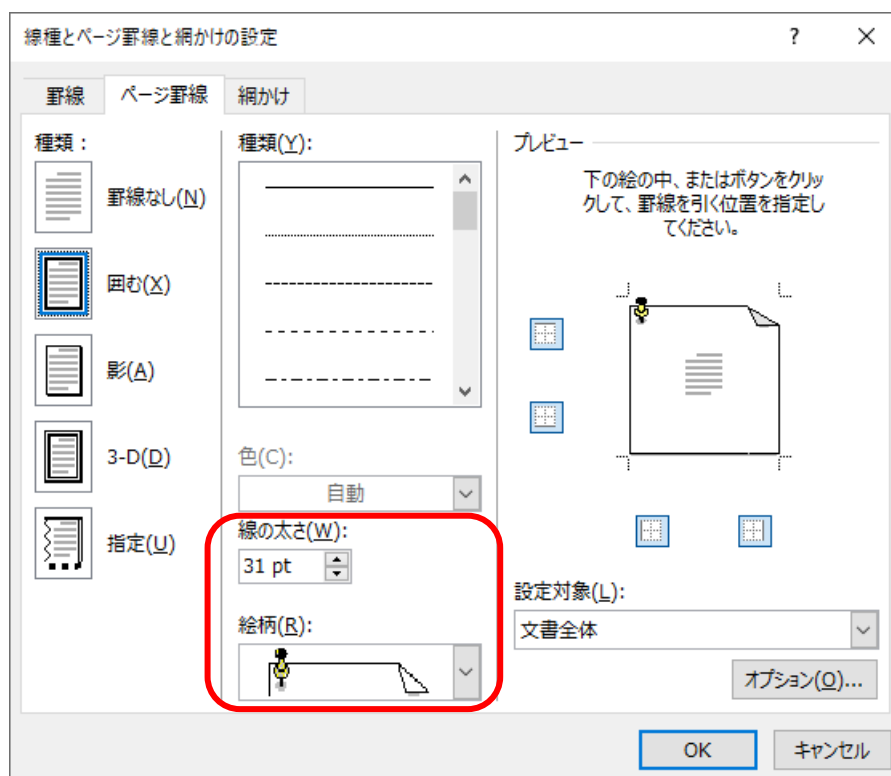 線種とページ罫線と網かけの設定
?
罫線
ページ罫線
網かけ
種類：
罫線なし(N)
囲む(X)
影(A)
3-D(D)
指定(U)
種類(Y):
色(C):
自動
線の太さ(W):
31 pt
絵柄(R):
プレビュー
下の絵の中、またはボタンをクリッ
クして、罫線を引く位置を指定し
てください。
設定対象(L):
文書全体
オプション(O)...
OK
キャンセル